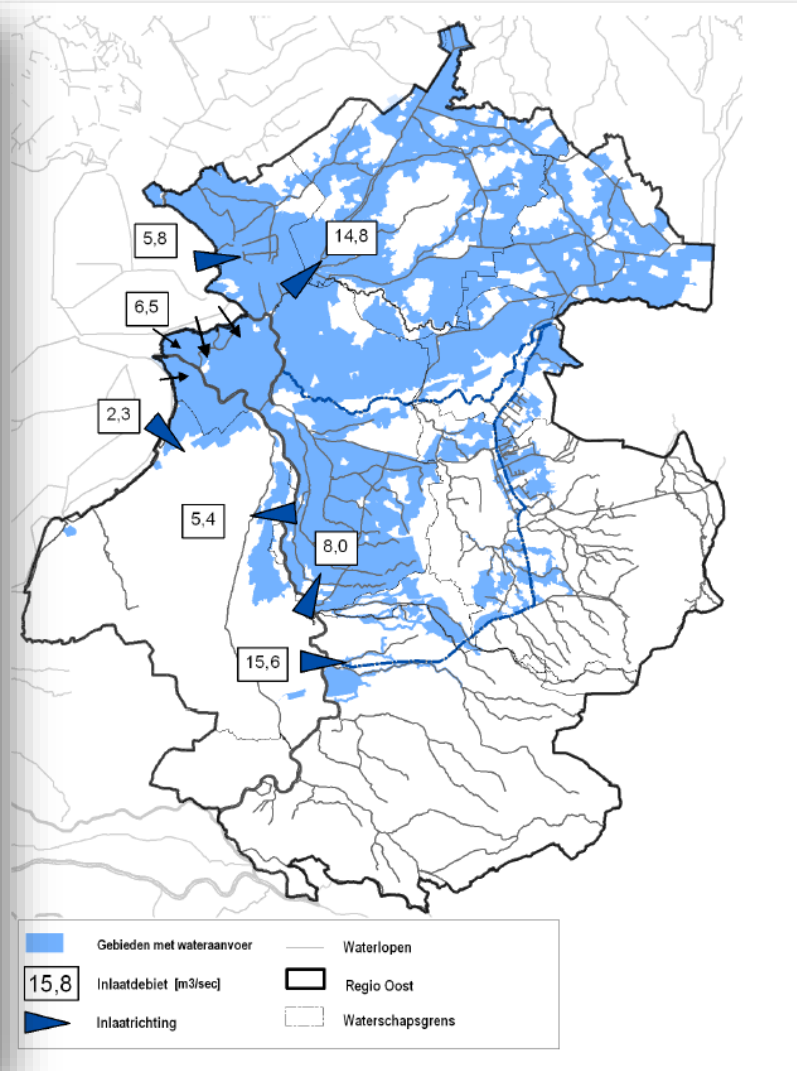 5,8
14,8
6,5
2,3
5,4
8,0
15,6
Gebieden met wateraanvoer
Waterlopen
15,8
Inlaatdebiet [m3/sec]
Regio Oost
Inlaatrichting
Waterschapsgrens